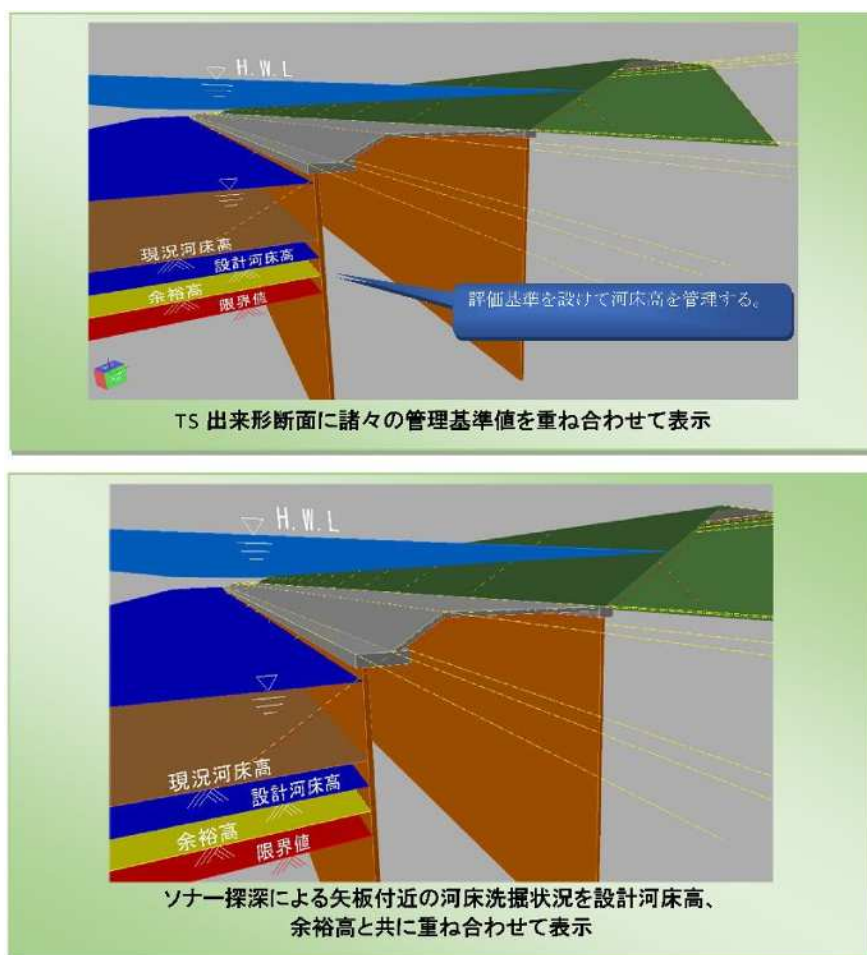 H.W.L
現況河床高
設計河床高
余裕高
限界値
評価基準を設けて河床高を管理する。
TS 出来形断面に諸々の管理基準値を重ね合わせて表示
H.W.L
現況河床高
設計河床高
余裕高
限界値
ソナー探深による矢板付近の河床洗掘状況を設計河床高、
余裕高と共に重ね合わせて表示